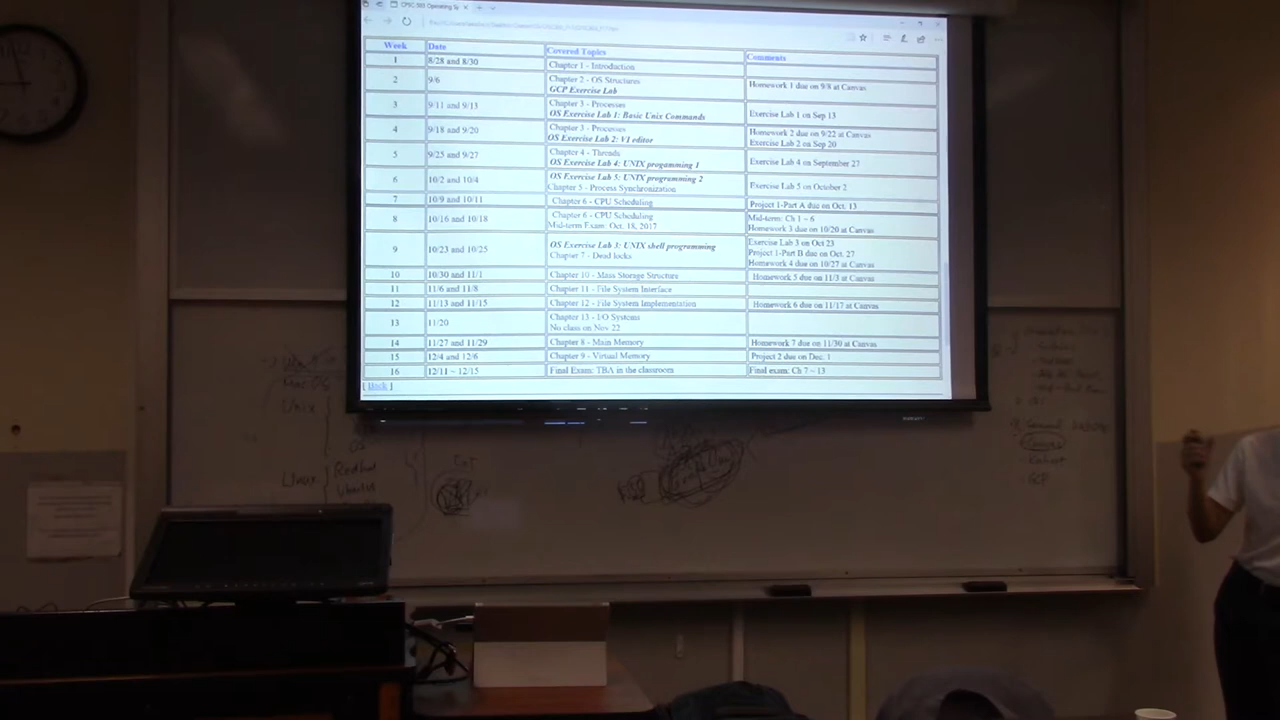 CPSC-503 Operating Sy
Week Date Covered Topics Comments
1 8/28 and 8/30 Chapter 1 - Introduction
2 9/6 Chapter 2 - OS Structures Homework 1 due on 9/8 at Canvas
GCP Exercise Lab
3 9/11 and 9/13 Chapter 3 - Processes Exercise Lab 1 on Sep 13
OS Exercise Lab 1: Basic Unix Commands
4 9/18 and 9/20 Chapter 3 - Processes Homework 2 due on 9/22 at Canvas
OS Exercise Lab 2: VI editor Exercise Lab 2 on Sep 20
5 9/25 and 9/27 Chapter 4 - Threads Exercise Lab 4 on September 27
OS Exercise Lab 4: UNIX progamming 1
6 10/2 and 10/4 OS Exercise Lab 5: UNIX programming 2 Exercise Lab 5 on October 2
Chapter 5 - Process Synchronization
7 10/9 and 10/11 Chapter 6 - CPU Scheduling Project 1-Part A due on Oct. 13
8 10/16 and 10/18 Chapter 6 - CPU Scheduling Mid-term: Ch 1 ~ 6
Mid-term Exam: Oct. 18, 2017 Homework 3 due on 10/20 at Canvas
9 10/23 and 10/25 OS Exercise Lab 3: UNIX shell programming Exercise Lab 3 on Oct 23
Chapter 7 - Dead locks Project 1-Part B due on Oct. 27
Homework 4 due on 10/27 at Canvas
10 10/30 and 11/1 Chapter 10 - Mass Storage Structure Homework 5 due on 11/3 at Canvas
11 11/6 and 11/8 Chapter 11 - File System Interface
12 11/13 and 11/15 Chapter 12 - File System Implementation Homework 6 due on 11/17 at Canvas
13 11/20 Chapter 13 - I/O Systems
No class on Nov 22
14 11/27 and 11/29 Chapter 8 - Main Memory Homework 7 due on 11/30 at Canvas
15 12/4 and 12/6 Chapter 9 - Virtual Memory Project 2 due on Dec. 1
16 12/11 ~ 12/15 Final Exam: TBA in the classroom Final exam: Ch 7 ~ 13
[ Back ]
Mac OS
Unix
OS
Unix Redhat
Ubuntu
IoT
Canvas
Kahoot
GCP